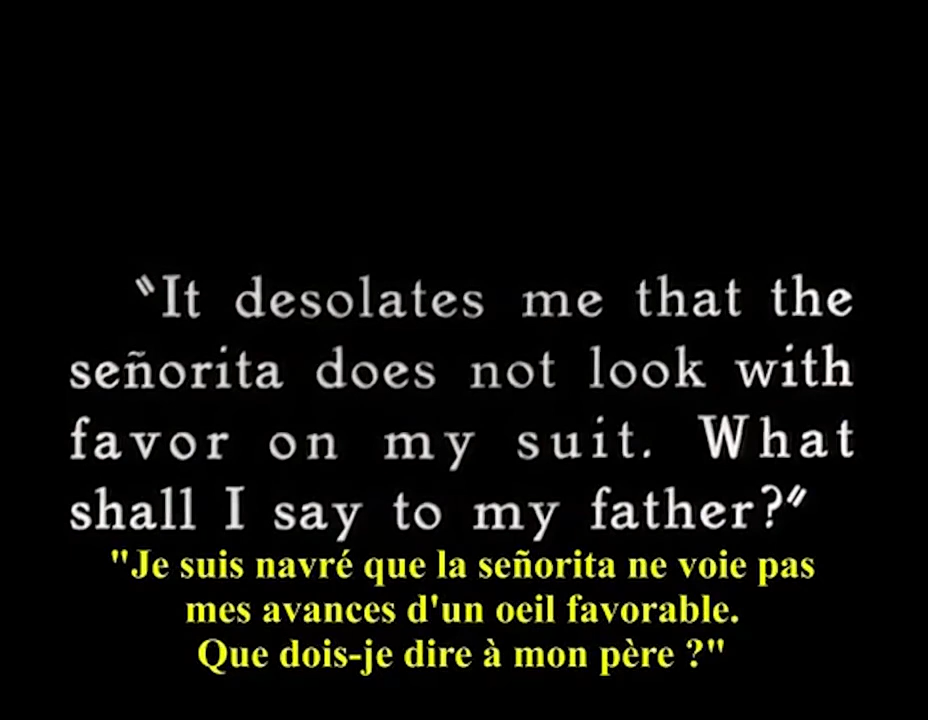 "It desolates me that the
señorita does not look with
favor on my suit. What
shall I say to my father?"
"Je suis navré que la señorita ne voie pas
mes avances d'un oeil favorable.
Que dois-je dire à mon père ?"